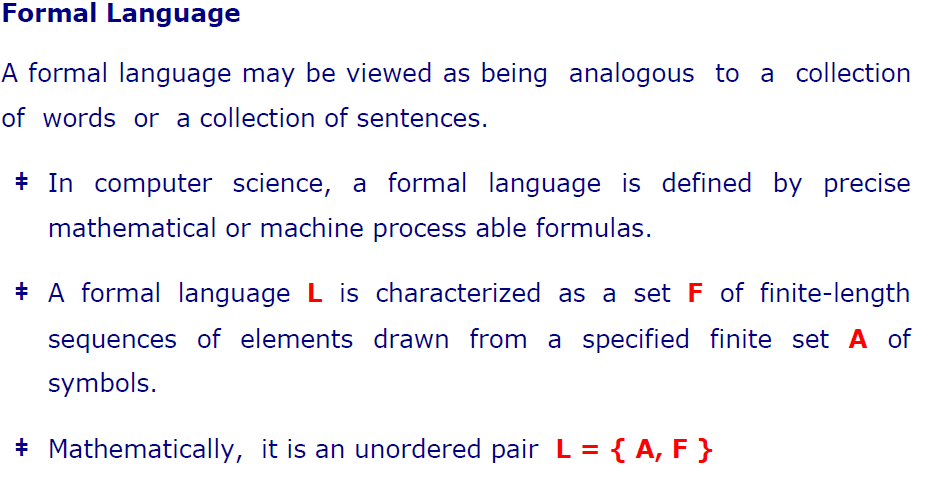 Formal Language
A formal language may be viewed as being analogous to a collection
of words or a collection of sentences.
‡ In computer science, a formal language is defined by precise
mathematical or machine process able formulas.
‡ A formal language L is characterized as a set F of finite-length
sequences of elements drawn from a specified finite set A of
symbols.
‡ Mathematically, it is an unordered pair L = { A, F }